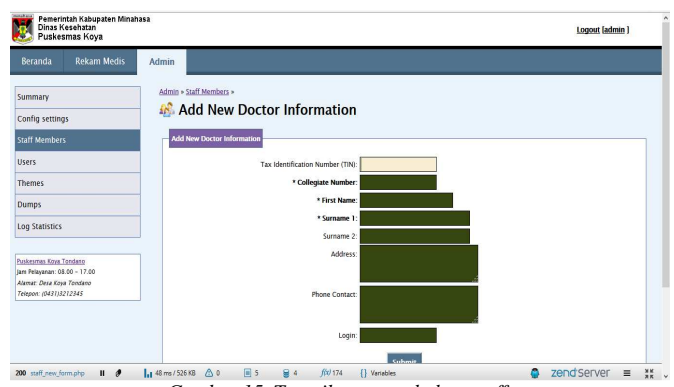 Pemerintah Kabupaten Minahasa
Dinas Kesehatan
Puskesmas Koya
Logout [admin ]
Beranda
Rekam Medis
Admin
Summary
Config settings
Staff Members
Users
Themes
Dumps
Log Statistics
Puskesmas Koya Tondano
Jam Pelayanan: 08.00 - 17.00
Alamat: Desa Koya Tondano
Telepon: (0431)3212345
Admin » Staff Members »
Add New Doctor Information
Add New Doctor Information
Tax Identification Number (TIN):
* Collegiate Number:
* First Name:
* Surname 1:
Surname 2:
Address:
Phone Contact:
Login:
Submit
200 staff_new_form.php
48 ms / 526 KB
0
5
4
f(x) 174
{} Variables
zend server